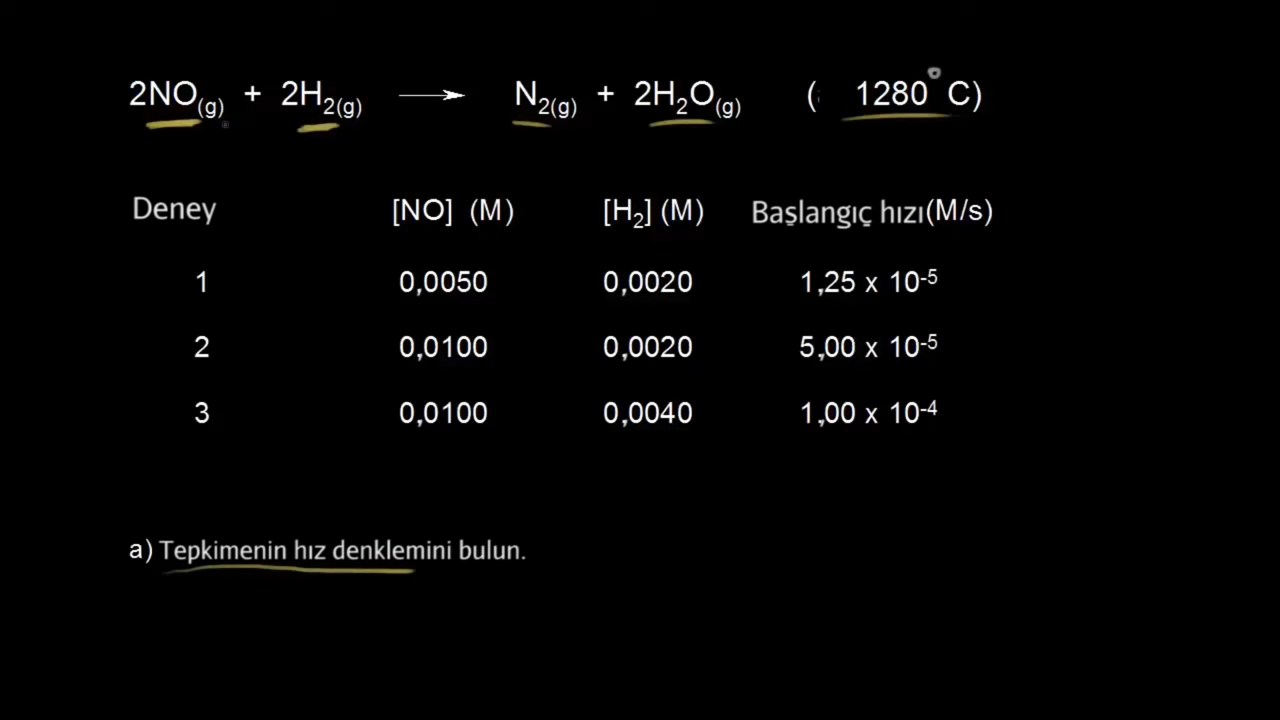 2NO(g) + 2H2(g) → N2(g) + 2H2O(g) ( 1280° C)
Deney [NO] (M) [H2] (M) Başlangıç hızı(M/s)
1 0,0050 0,0020 1,25 x 10-5
2 0,0100 0,0020 5,00 x 10-5
3 0,0100 0,0040 1,00 x 10-4
a) Tepkimenin hız denklemini bulun.